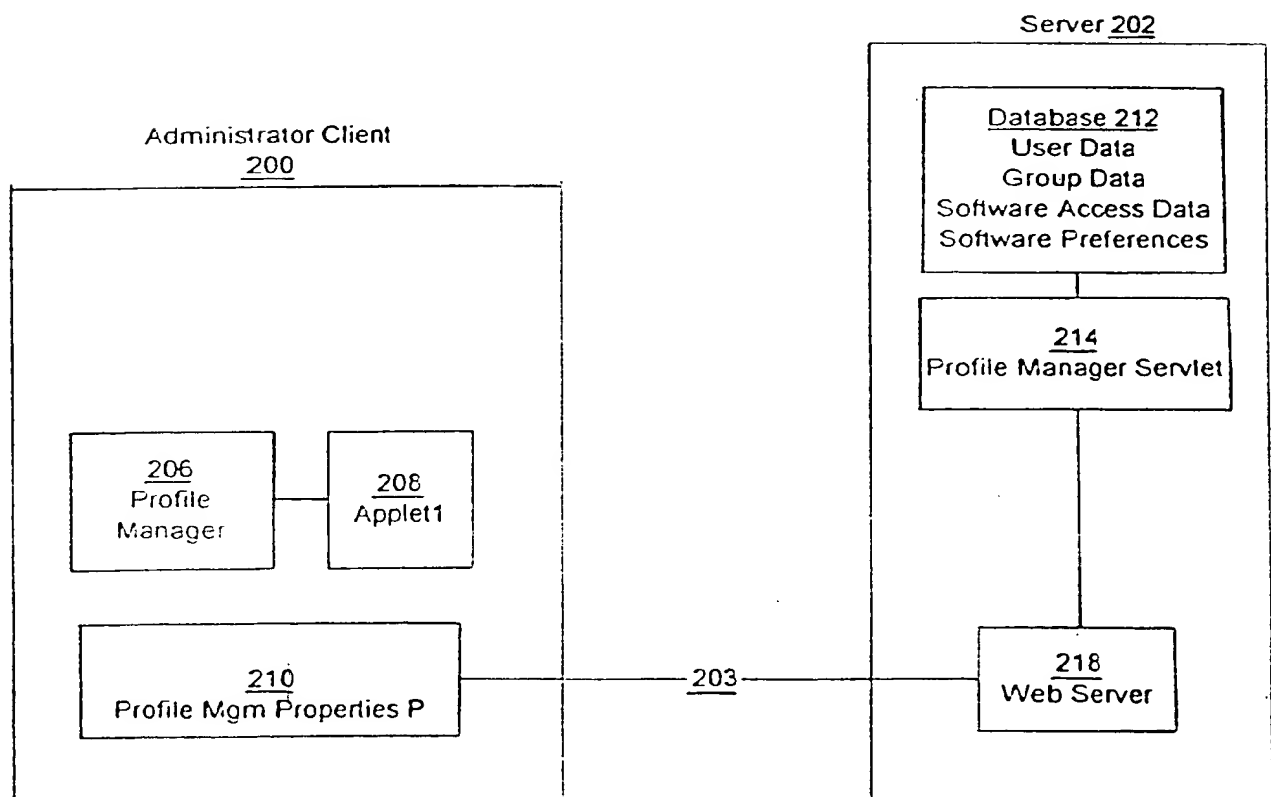 Server 202
Database 212
User Data
Group Data
Software Access Data
Software Preferences
214
Profile Manager Servlet
Administrator Client
200
206
Profile
Manager
208
Applet1
210
Profile Mgm Properties P
203
218
Web Server